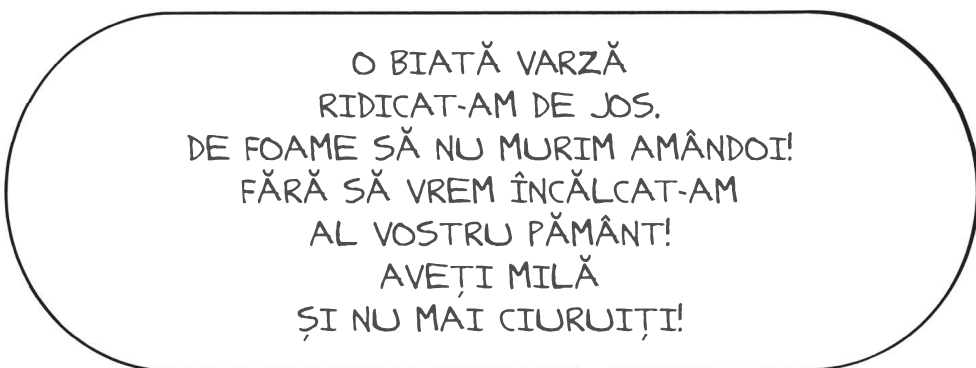 O BIATĂ VARZĂ
RIDICAT-AM DE JOS.
DE FOAME SĂ NU MURIM AMÂNDOI!
FĂRĂ SĂ VREM ÎNCĂLCAT-AM
AL VOSTRU PĂMÂNT!
AVEȚI MILĂ
ȘI NU MAI CIURUIȚI!